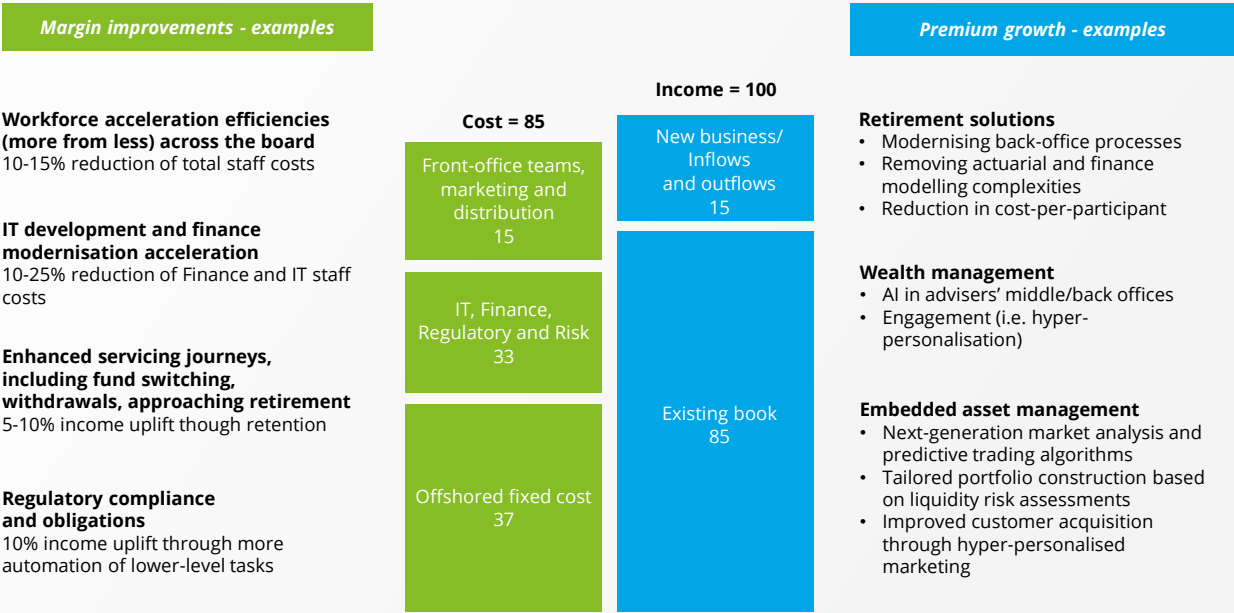 Margin improvements - examples
Workforce acceleration efficiencies
(more from less) across the board
10-15% reduction of total staff costs
IT development and finance
modernisation acceleration
10-25% reduction of Finance and IT staff
costs
Enhanced servicing journeys,
including fund switching,
withdrawals, approaching retirement
5-10% income uplift though retention
Regulatory compliance
and obligations
10% income uplift through more
automation of lower-level tasks
Cost = 85
Front-office teams,
marketing and
distribution
15
IT, Finance,
Regulatory and Risk
33
Offshored fixed cost
37
Income = 100
New business/
Inflows
and outflows
15
Existing book
85
Premium growth - examples
Retirement solutions
• Modernising back-office processes
• Removing actuarial and finance
modelling complexities
• Reduction in cost-per-participant
Wealth management
• AI in advisers’ middle/back offices
• Engagement (i.e. hyper-
personalisation)
Embedded asset management
• Next-generation market analysis and
predictive trading algorithms
• Tailored portfolio construction based
on liquidity risk assessments
• Improved customer acquisition
through hyper-personalised
marketing